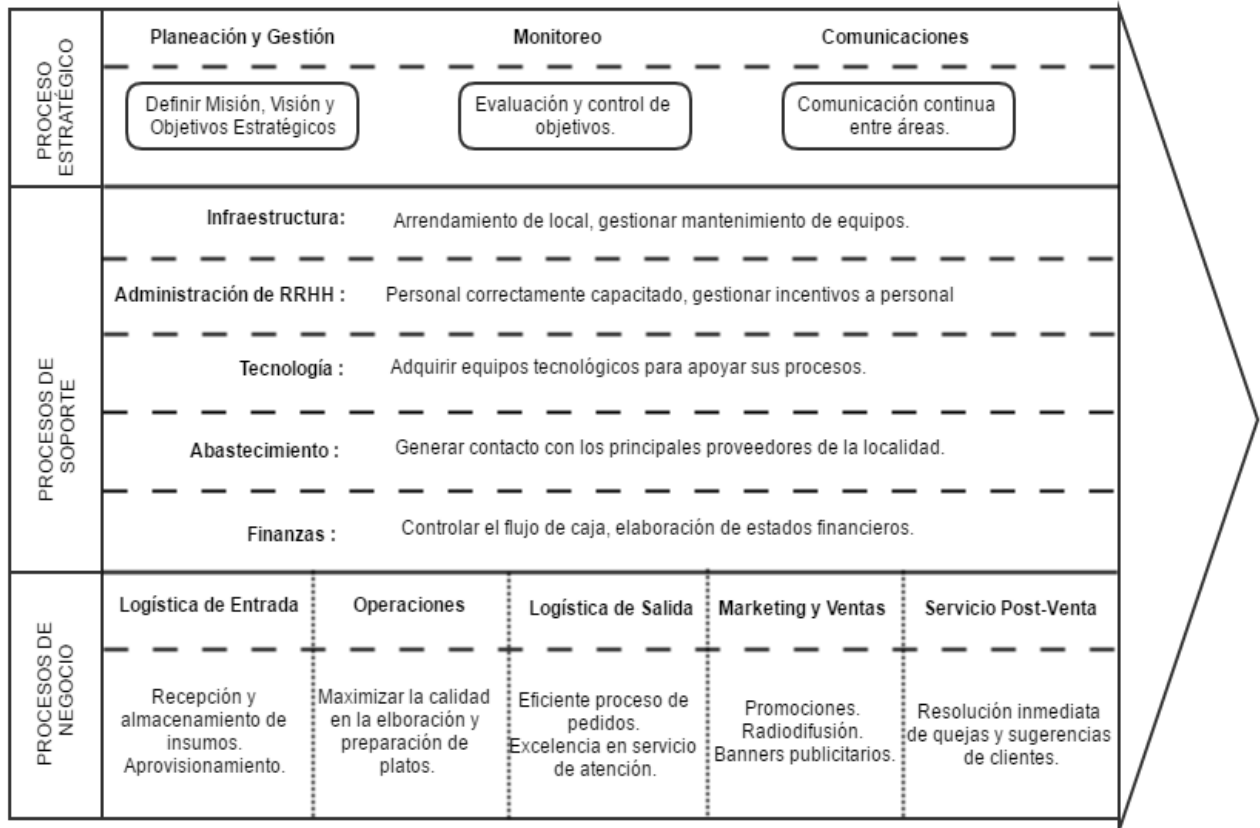 PROCESO
ESTRATÉGICO
Planeación y Gestión
Monitoreo
Comunicaciones
Definir Misión, Visión y
Objetivos Estratégicos
Evaluación y control de
objetivos.
Comunicación continua
entre áreas.
PROCESOS DE
SOPORTE
Infraestructura: Arrendamiento de local, gestionar mantenimiento de equipos.
Administración de RRHH : Personal correctamente capacitado, gestionar incentivos a personal
Tecnología : Adquirir equipos tecnológicos para apoyar sus procesos.
Abastecimiento : Generar contacto con los principales proveedores de la localidad.
Finanzas : Controlar el flujo de caja, elaboración de estados financieros.
PROCESOS DE
NEGOCIO
Logística de Entrada
Recepción y
almacenamiento de
insumos.
Aprovisionamiento.
Operaciones
Maximizar la calidad
en la elboración y
preparación de
platos.
Logística de Salida
Eficiente proceso de
pedidos.
Excelencia en servicio
de atención.
Marketing y Ventas
Promociones.
Radiodifusión.
Banners publicitarios.
Servicio Post-Venta
Resolución inmediata
de quejas y sugerencias
de clientes.